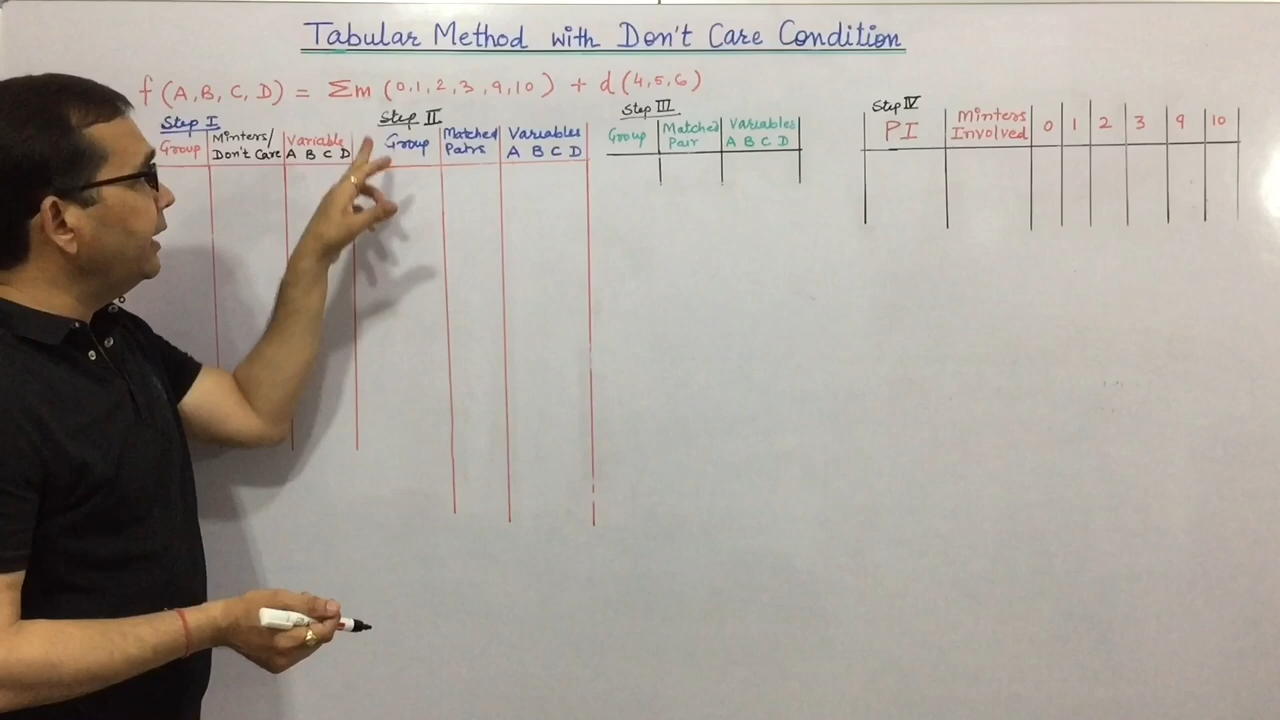 Tabular Method with Don't Care Condition
f (A, B, C, D) = Σm (0,1,2,3,9,10) + d (4,5,6)
Step I
Group Minters/ Don't Care Variable A B C D
Step II
Group Matched Pairs Variables A B C D
Step III
Group Matched Pair Variables A B C D
Step IV
PI Minters Involved 0 1 2 3 9 10